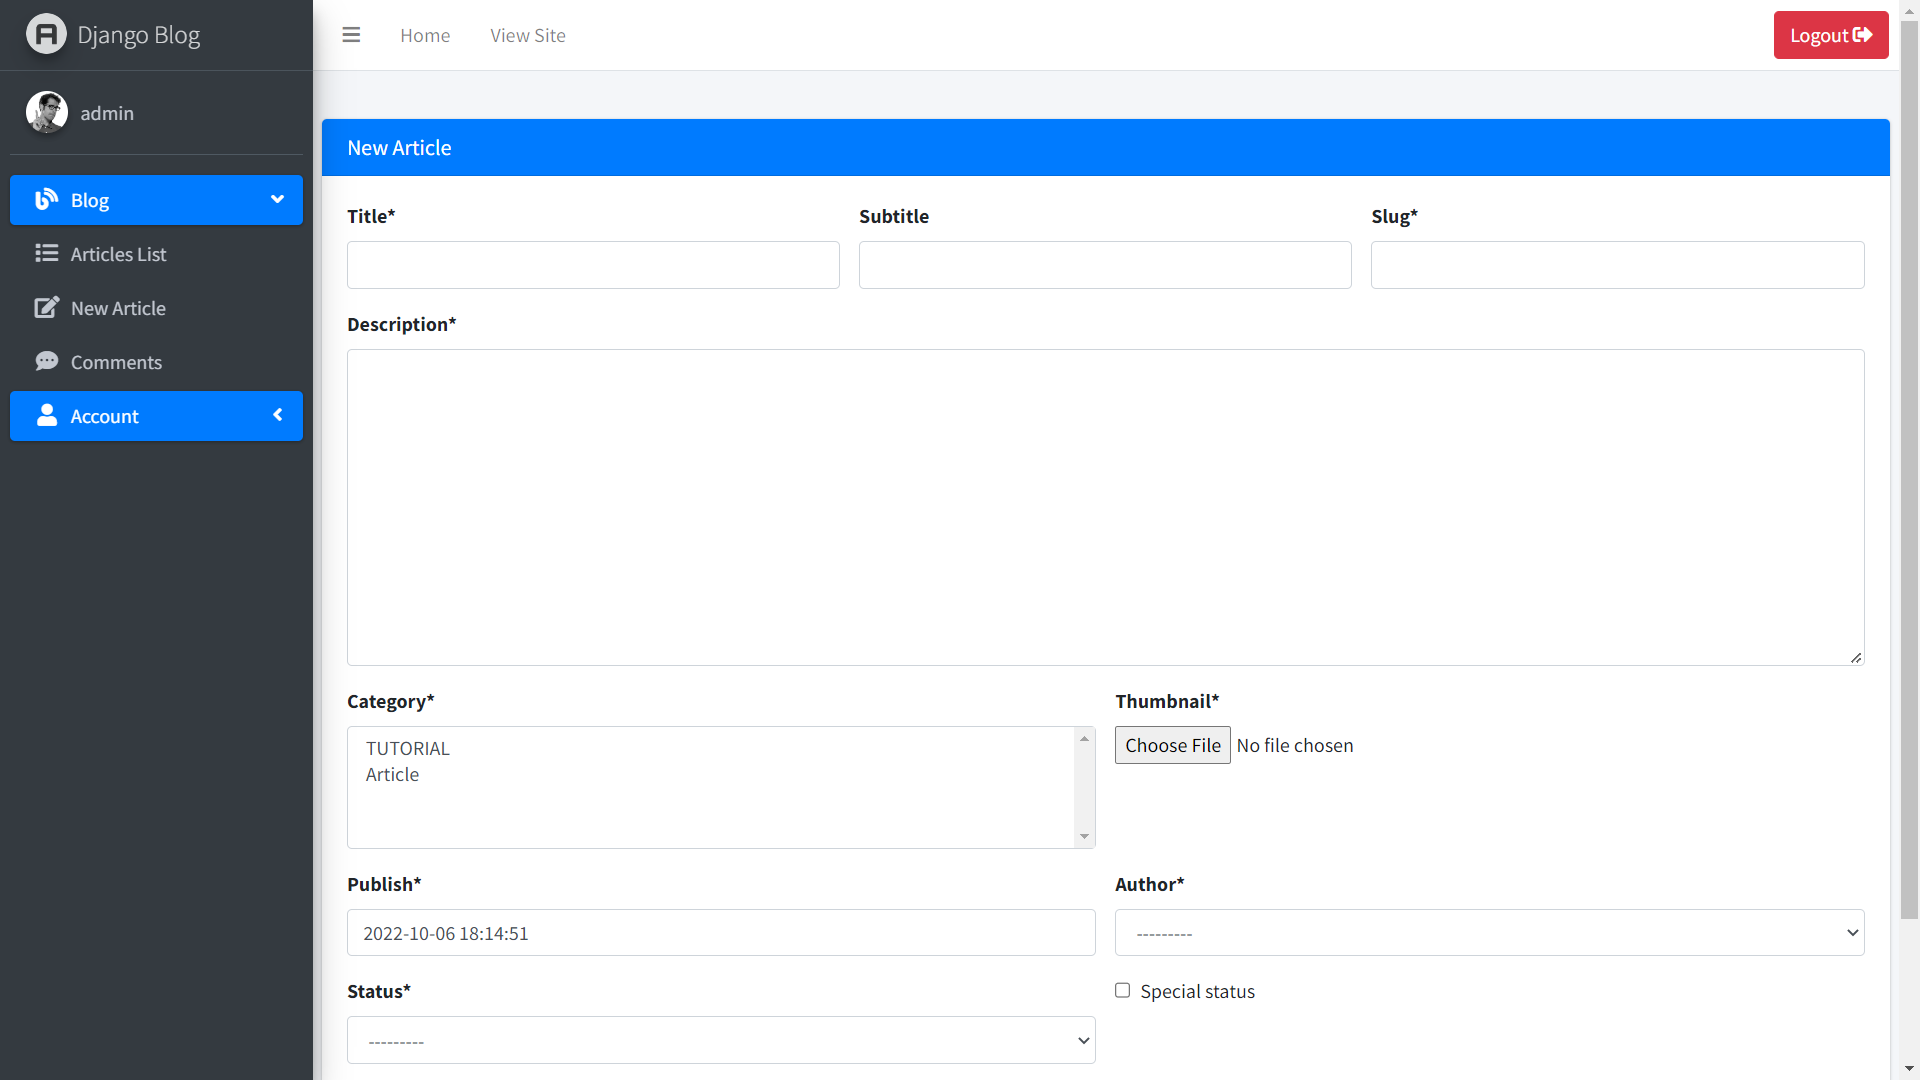 Django Blog
Home
View Site
Logout
admin
New Article
Blog
Articles List
New Article
Comments
Account
Title*
Subtitle
Slug*
Description*
Category*
TUTORIAL
Article
Thumbnail*
Choose File No file chosen
Publish*
2022-10-06 18:14:51
Author*
---------
Status*
---------
Special status